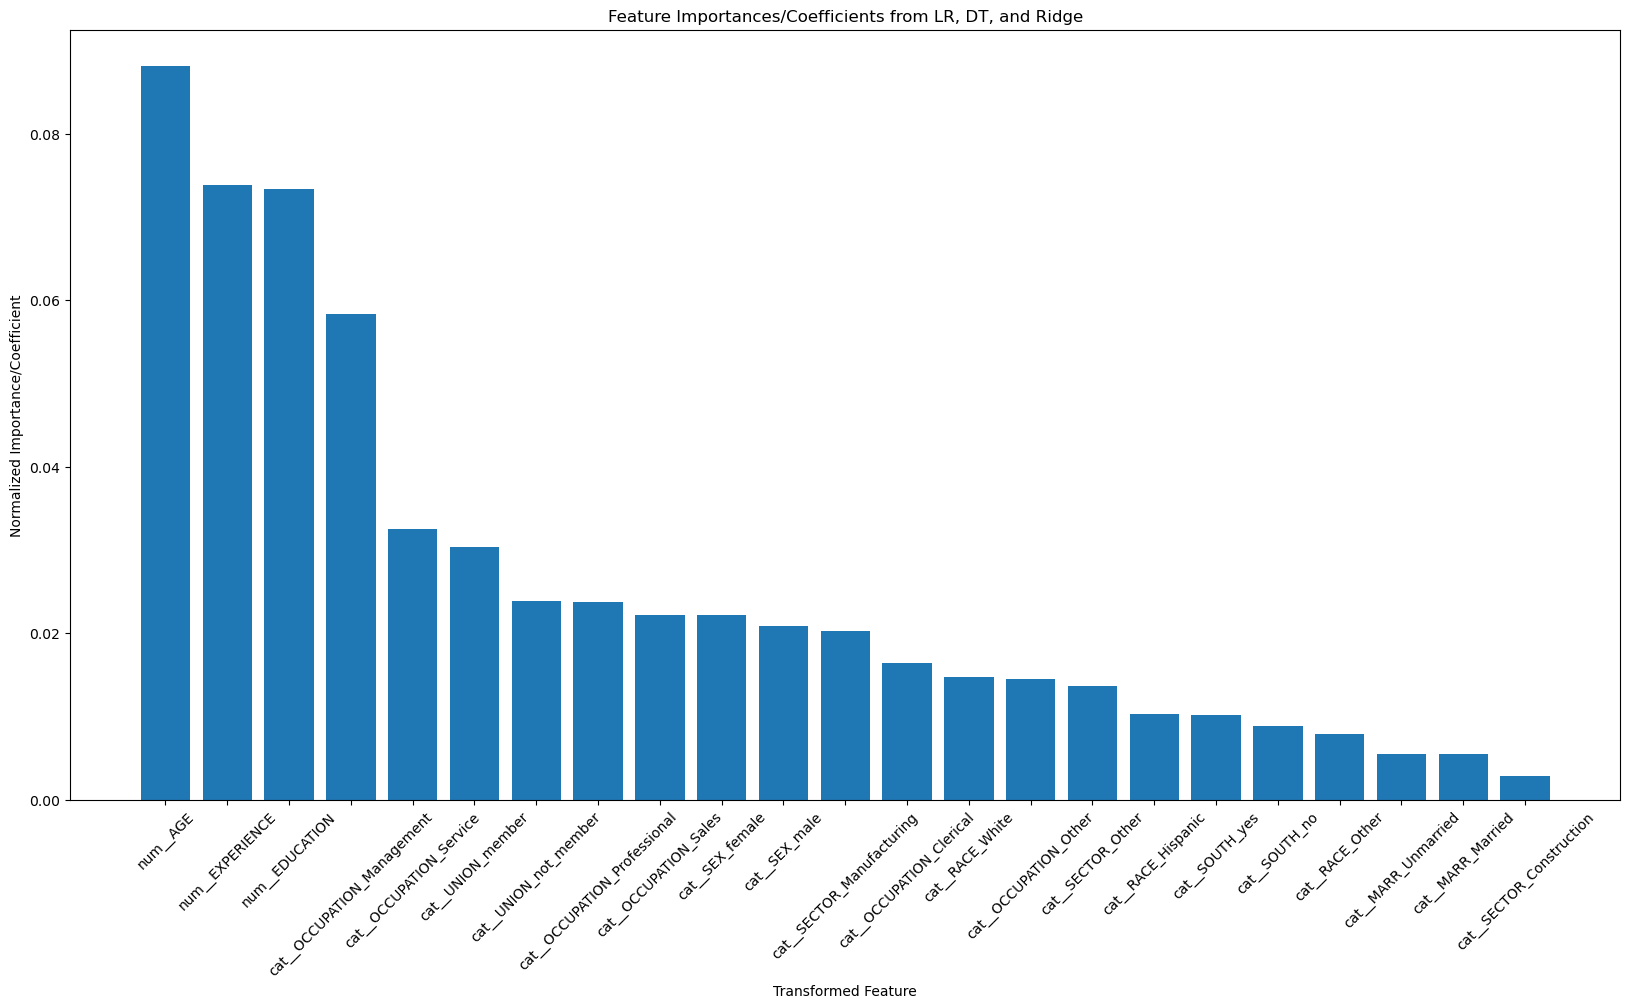 Feature Importances/Coefficients from LR, DT, and Ridge
Normalized Importance/Coefficient
0.08
0.06
0.04
0.02
0.00
num__AGE
num__EXPERIENCE
num__EDUCATION
cat__OCCUPATION_Management
cat__OCCUPATION_Service
cat__UNION_member
cat__UNION_not_member
cat__OCCUPATION_Professional
cat__OCCUPATION_Sales
cat__SEX_female
cat__SEX_male
cat__SECTOR_Manufacturing
cat__OCCUPATION_Clerical
cat__RACE_White
cat__OCCUPATION_Other
cat__SECTOR_Other
cat__RACE_Hispanic
cat__SOUTH_yes
cat__SOUTH_no
cat__RACE_Other
cat__MARR_Unmarried
cat__MARR_Married
cat__SECTOR_Construction
Transformed Feature